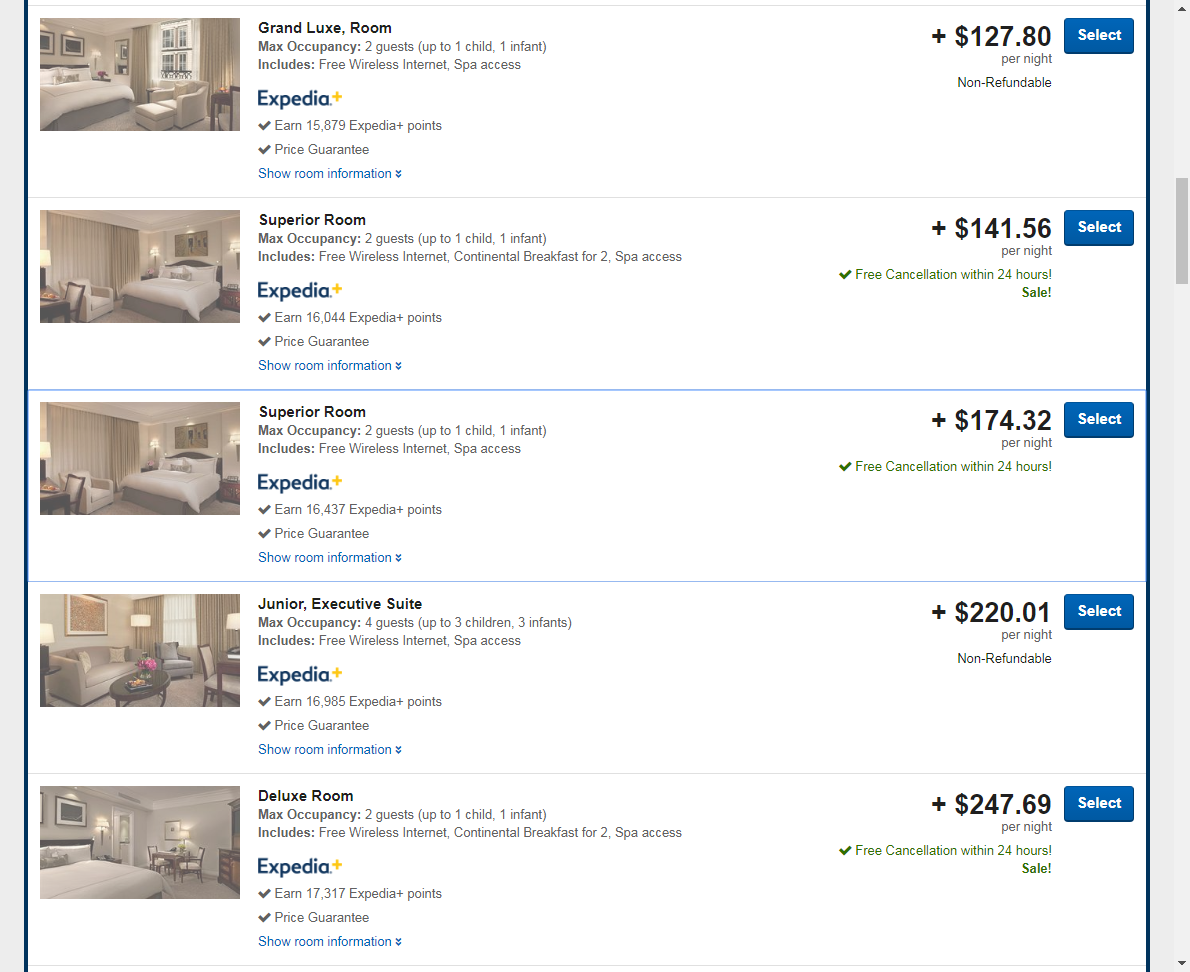 Grand Luxe, Room
Max Occupancy: 2 guests (up to 1 child, 1 infant)
Includes: Free Wireless Internet, Spa access
Expedia+
Earn 15,879 Expedia+ points
Price Guarantee
Show room information
+ $127.80
per night
Non-Refundable
Select
Superior Room
Max Occupancy: 2 guests (up to 1 child, 1 infant)
Includes: Free Wireless Internet, Continental Breakfast for 2, Spa access
Expedia+
Earn 16,044 Expedia+ points
Price Guarantee
Show room information
+ $141.56
per night
Free Cancellation within 24 hours!
Sale!
Select
Superior Room
Max Occupancy: 2 guests (up to 1 child, 1 infant)
Includes: Free Wireless Internet, Spa access
Expedia+
Earn 16,437 Expedia+ points
Price Guarantee
Show room information
+ $174.32
per night
Free Cancellation within 24 hours!
Select
Junior, Executive Suite
Max Occupancy: 4 guests (up to 3 children, 3 infants)
Includes: Free Wireless Internet, Spa access
Expedia+
Earn 16,985 Expedia+ points
Price Guarantee
Show room information
+ $220.01
per night
Non-Refundable
Select
Deluxe Room
Max Occupancy: 2 guests (up to 1 child, 1 infant)
Includes: Free Wireless Internet, Continental Breakfast for 2, Spa access
Expedia+
Earn 17,317 Expedia+ points
Price Guarantee
Show room information
+ $247.69
per night
Free Cancellation within 24 hours!
Sale!
Select